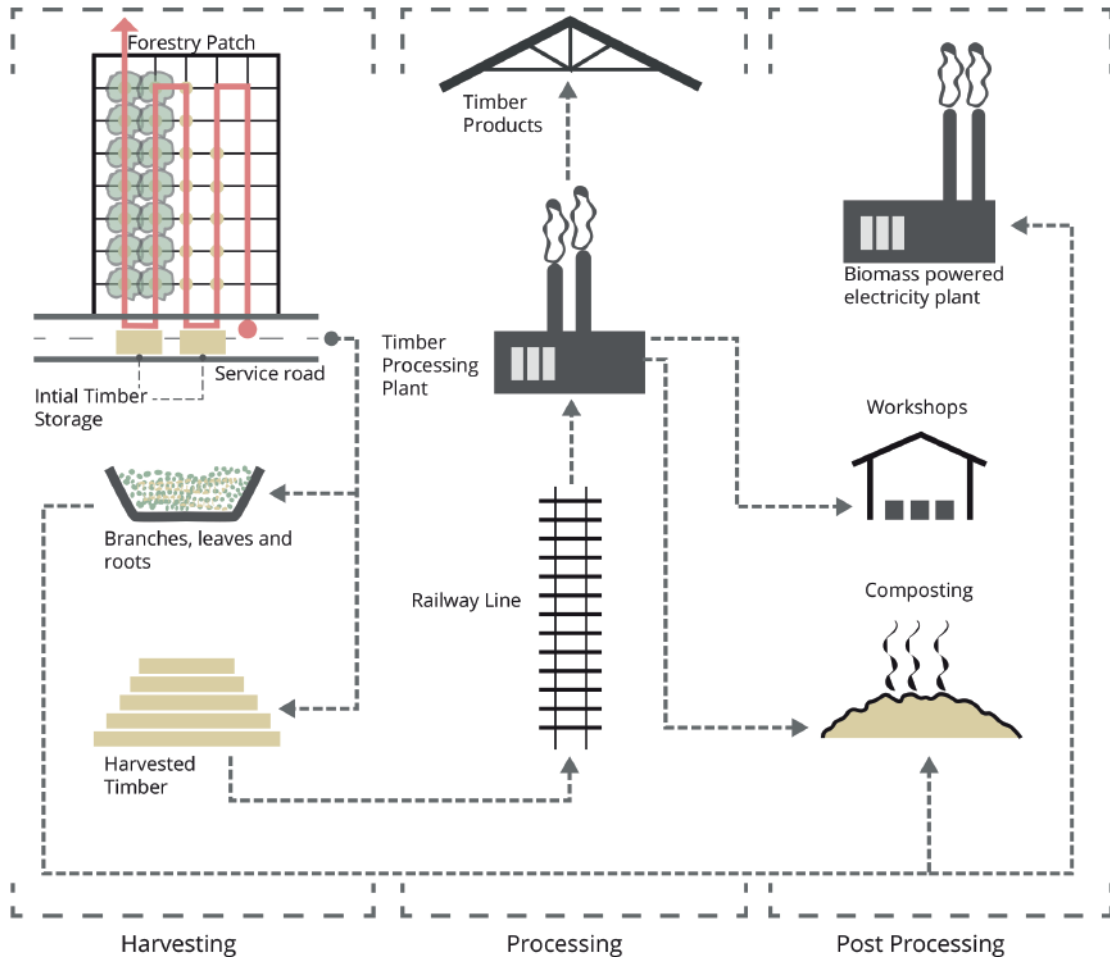 Forestry Patch
Service road
Intial Timber
Storage
Branches, leaves and
roots
Harvested
Timber
Harvesting
Timber
Products
Timber
Processing
Plant
Railway Line
Processing
Biomass powered
electricity plant
Workshops
Composting
Post Processing